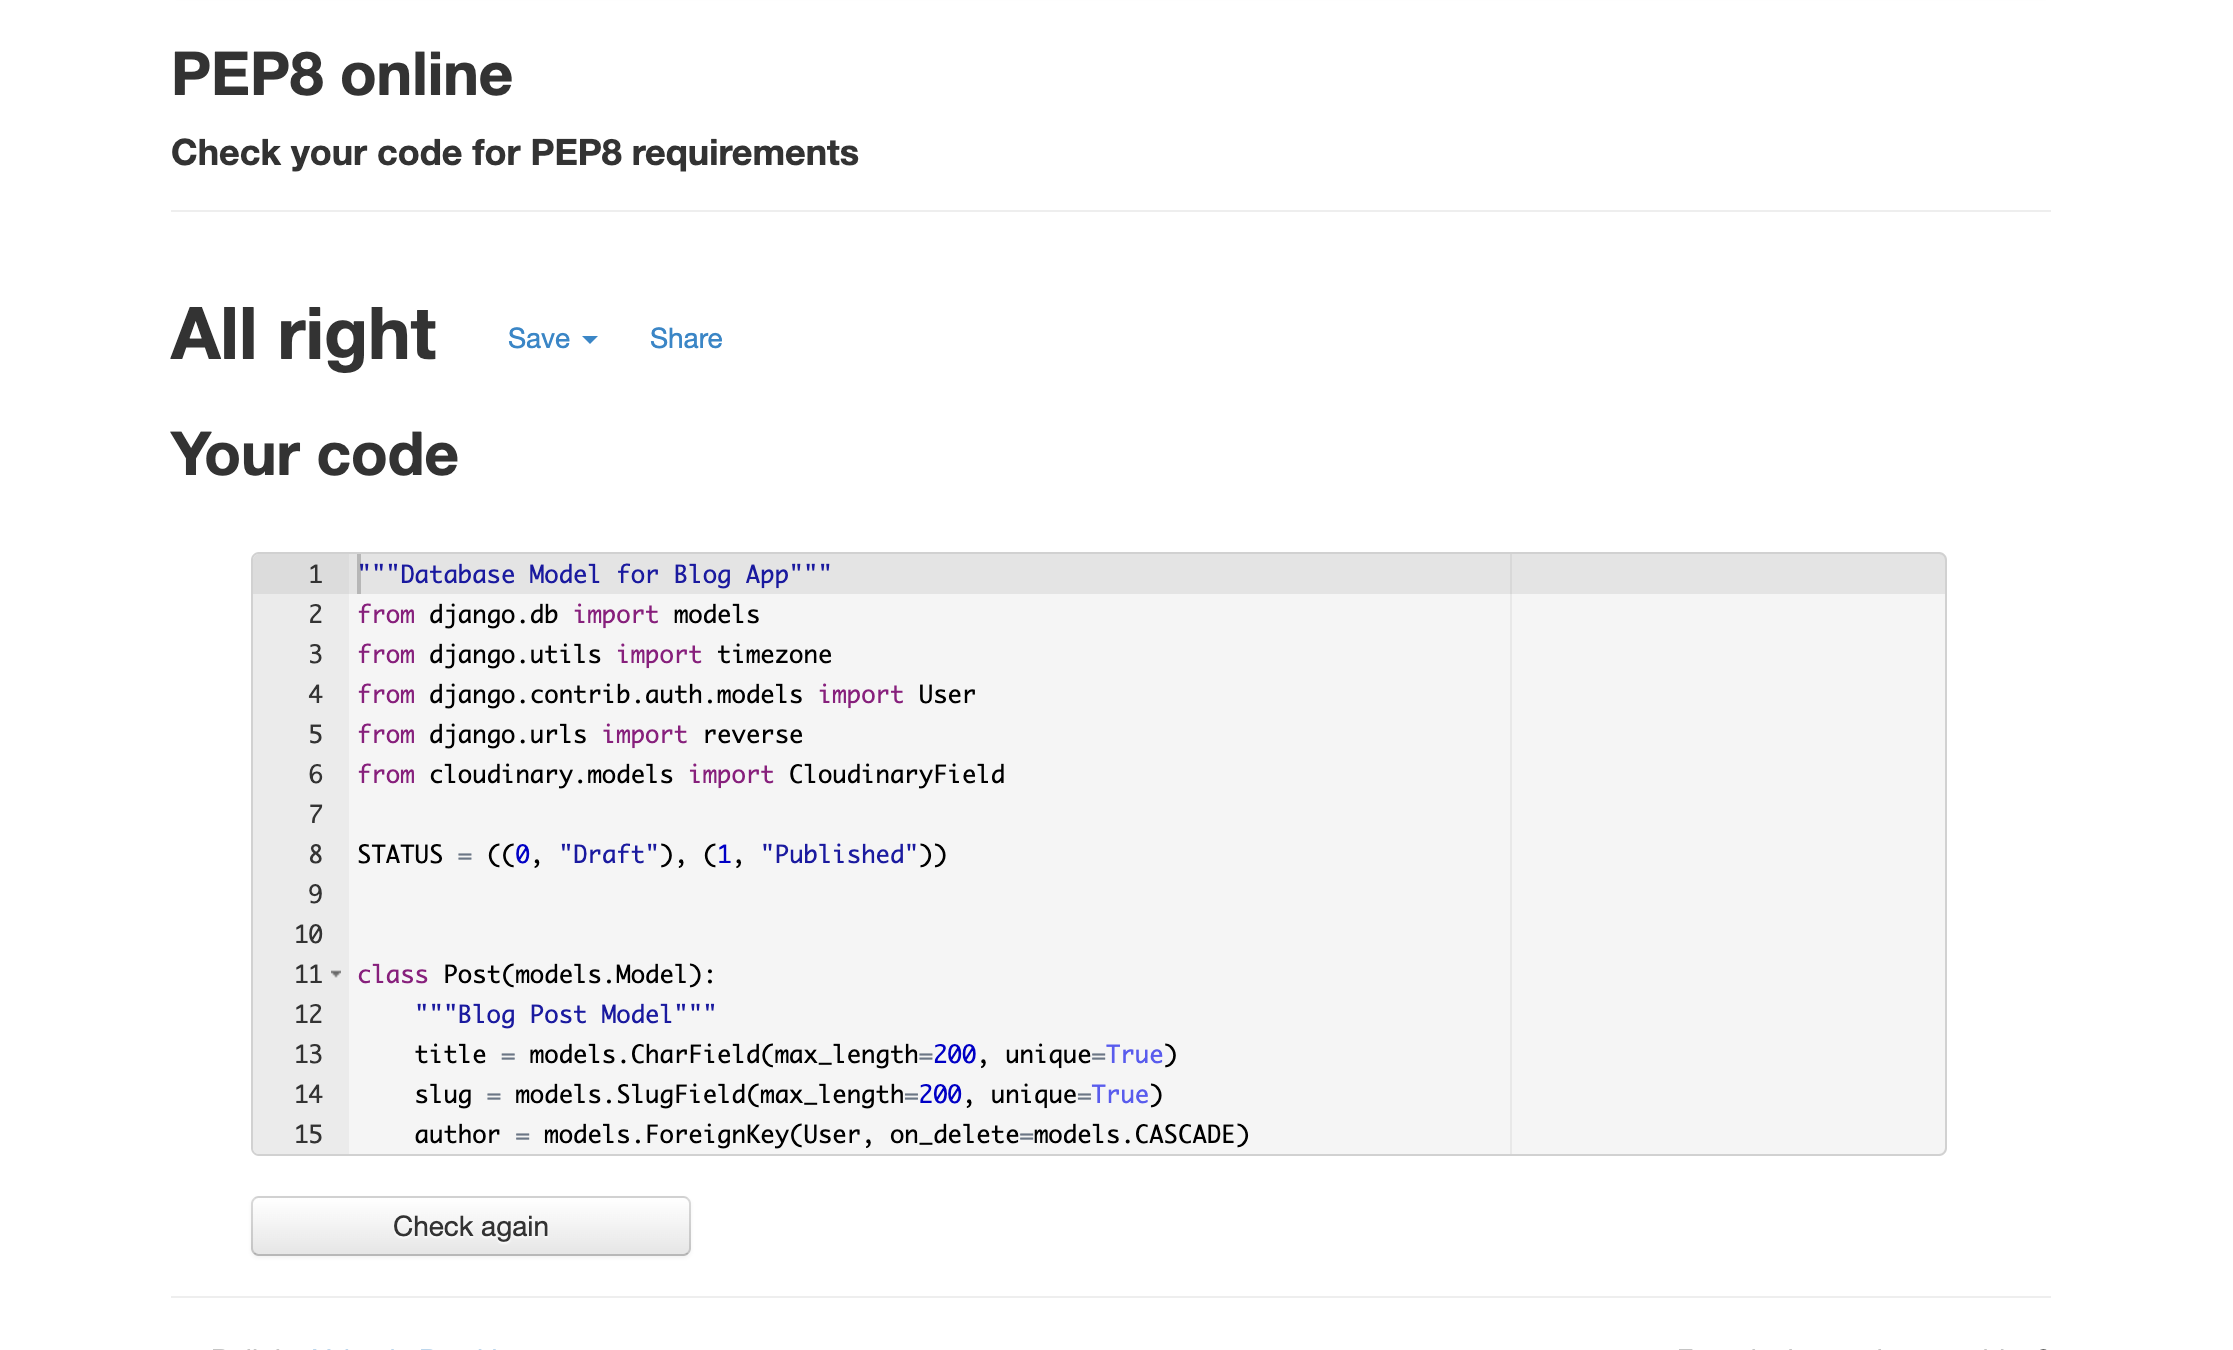 PEP8 online
Check your code for PEP8 requirements
All right Save Share
Your code
1 """Database Model for Blog App"""
2 from django.db import models
3 from django.utils import timezone
4 from django.contrib.auth.models import User
5 from django.urls import reverse
6 from cloudinary.models import CloudinaryField
7
8 STATUS = ((0, "Draft"), (1, "Published"))
9
10
11 class Post(models.Model):
12 """Blog Post Model"""
13 title = models.CharField(max_length=200, unique=True)
14 slug = models.SlugField(max_length=200, unique=True)
15 author = models.ForeignKey(User, on_delete=models.CASCADE)
Check again